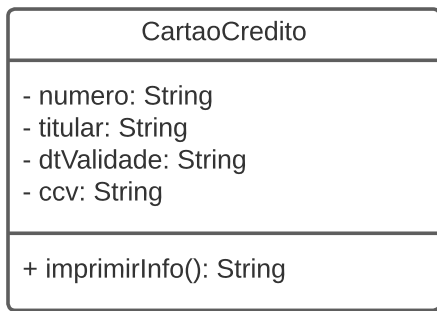 CartaoCredito
- numero: String
- titular: String
- dtValidade: String
- ccv: String
+ imprimirInfo(): String